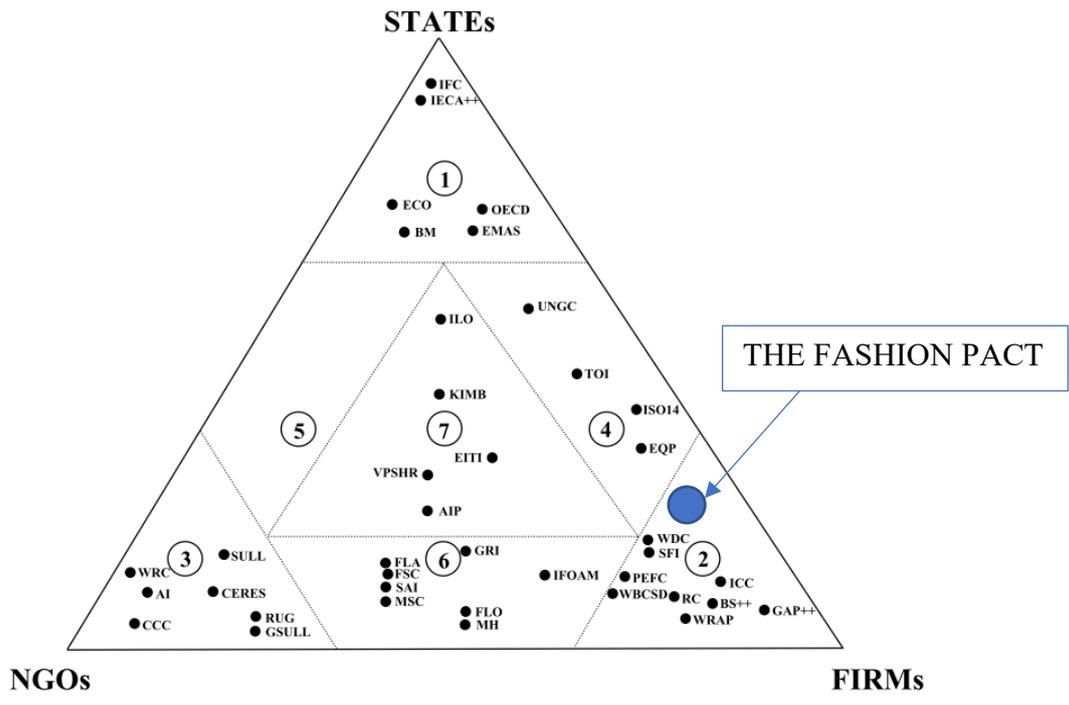 STATEs
IFC
IECA++
1
ECO
OECD
BM
EMAS
UNGC
ILO
THE FASHION PACT
TOI
KIMB
ISO14
5
7
4
EQP
EITI
VPSHR
AIP
WDC
3
SULL
6
GRI
SFI
2
FLA
WRC
FSC
IFOAM
PEFC
ICC
AI
CERES
SAI
WBCSD
RC
BS++
MSC
GAP++
CCC
RUG
FLO
WRAP
GSULL
MH
NGOs
FIRMs